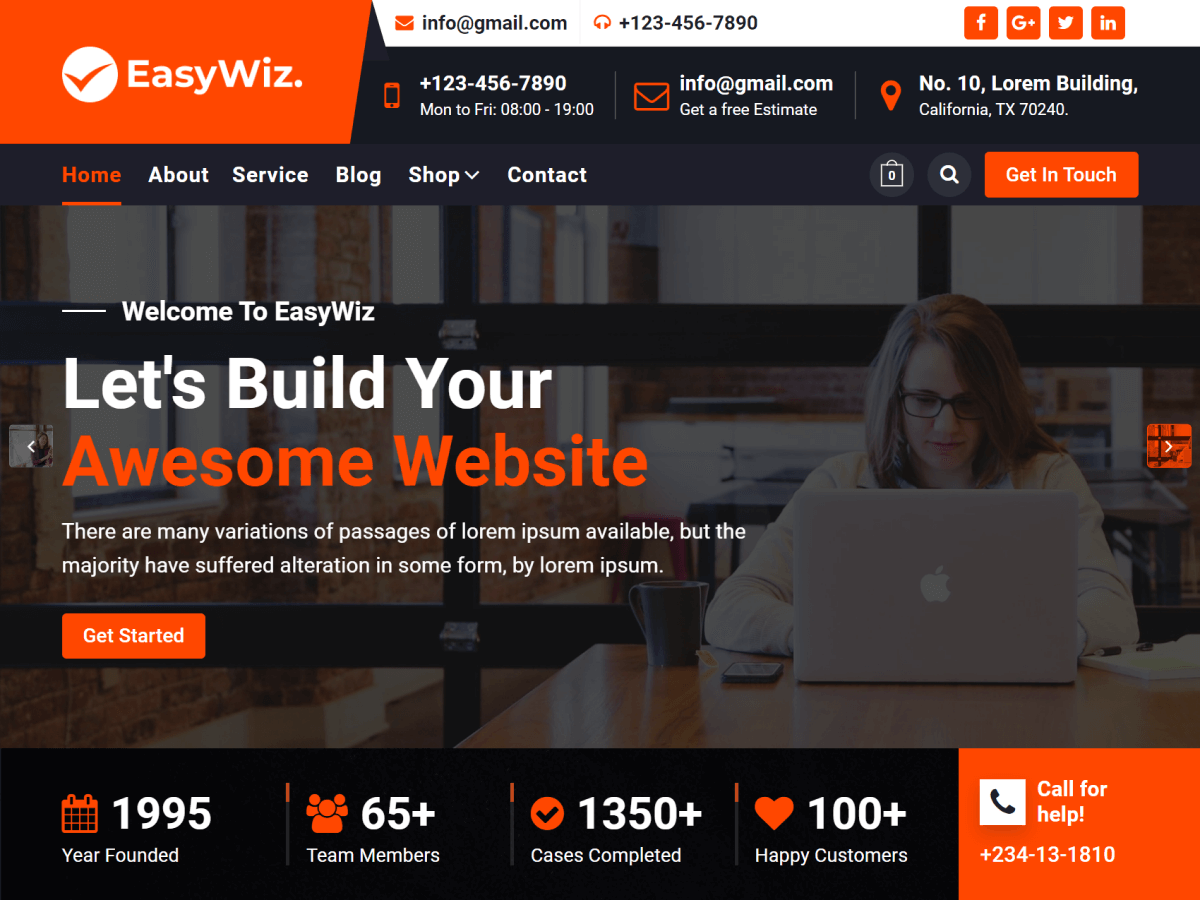 EasyWiz.
info@gmail.com
+123-456-7890
+123-456-7890
Mon to Fri: 08:00 - 19:00
info@gmail.com
Get a free Estimate
No. 10, Lorem Building,
California, TX 70240.
Home
About
Service
Blog
Shop
Contact
0
Get In Touch
Welcome To EasyWiz
Let's Build Your
Awesome Website
There are many variations of passages of lorem ipsum available, but the
majority have suffered alteration in some form, by lorem ipsum.
Get Started
1995
Year Founded
65+
Team Members
1350+
Cases Completed
100+
Happy Customers
Call for
help!
+234-13-1810